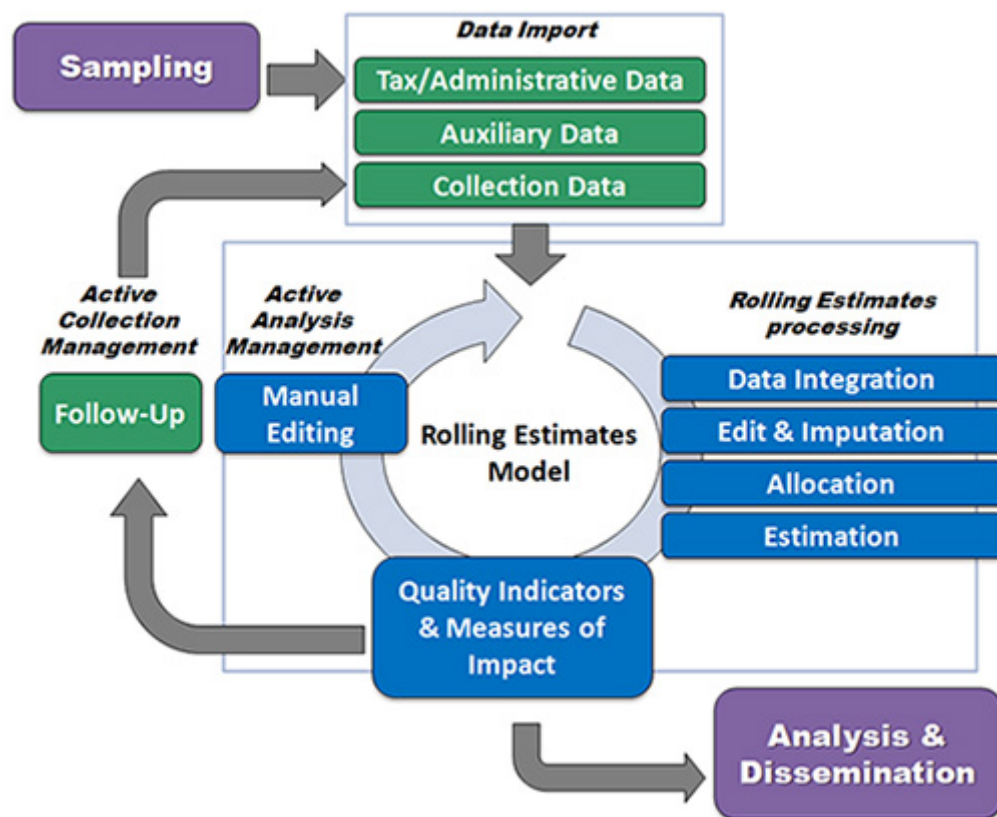 Sampling
Data Import
Tax/Administrative Data
Auxiliary Data
Collection Data
Active
Collection
Management
Follow-Up
Active
Analysis
Management
Manual
Editing
Rolling Estimates
Model
Rolling Estimates
processing
Data Integration
Edit & Imputation
Allocation
Estimation
Quality Indicators
& Measures of
Impact
Analysis &
Dissemination